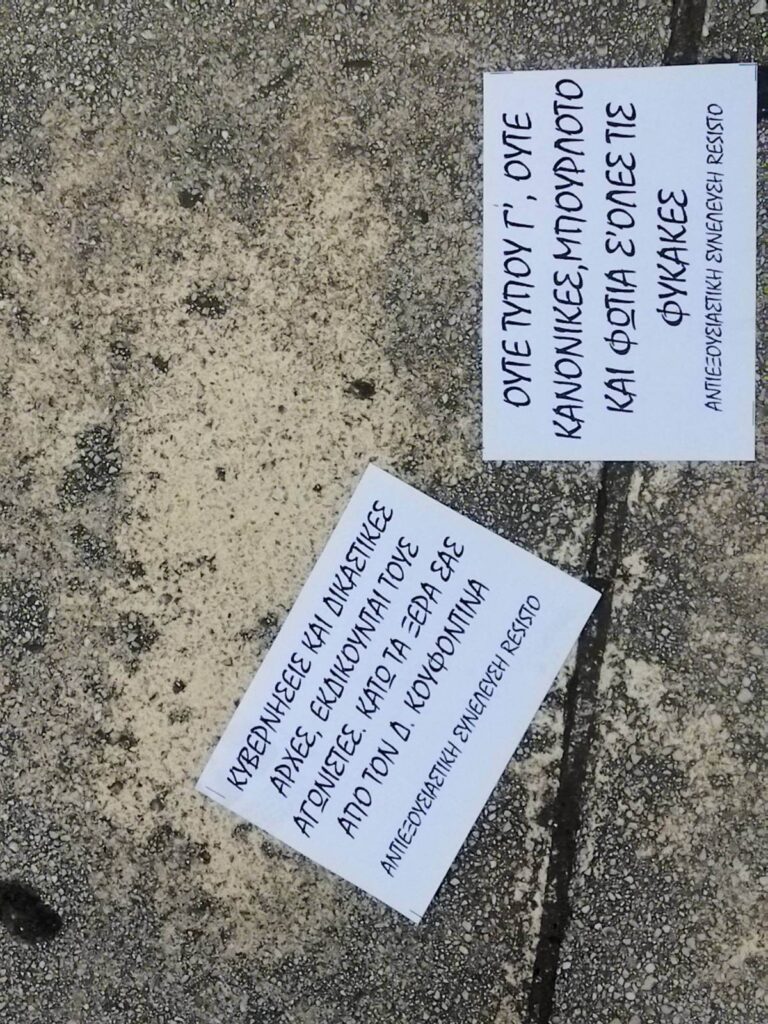 ΟΥΤΕ ΤΥΠΟΥ Γ', ΟΥΤΕ
ΚΑΝΟΝΙΚΕΣ, ΜΠΟΥΡΛΟΤΟ
ΚΑΙ ΦΩΤΙΑ Σ'ΟΛΕΣ ΤΙΣ
ΦΥΚΑΚΕΣ
ΑΝΤΙΕΞΟΥΣΙΑΣΤΙΚΗ ΣΥΝΕΛΕΥΣΗ RESISTO
ΚΥΒΕΡΝΗΣΕΙΣ ΚΑΙ ΔΙΚΑΣΤΙΚΕΣ
ΑΡΧΕΣ, ΕΚΔΙΚΟΥΝΤΑΙ ΤΟΥΣ
ΑΓΩΝΙΣΤΕΣ. ΚΑΤΩ ΤΑ ΞΕΡΑ ΣΑΣ
ΑΠΟ ΤΟΝ Δ. ΚΟΥΦΟΝΤΙΝΑ
ΑΝΤΙΕΞΟΥΣΙΑΣΤΙΚΗ ΣΥΝΕΛΕΥΣΗ RESISTO